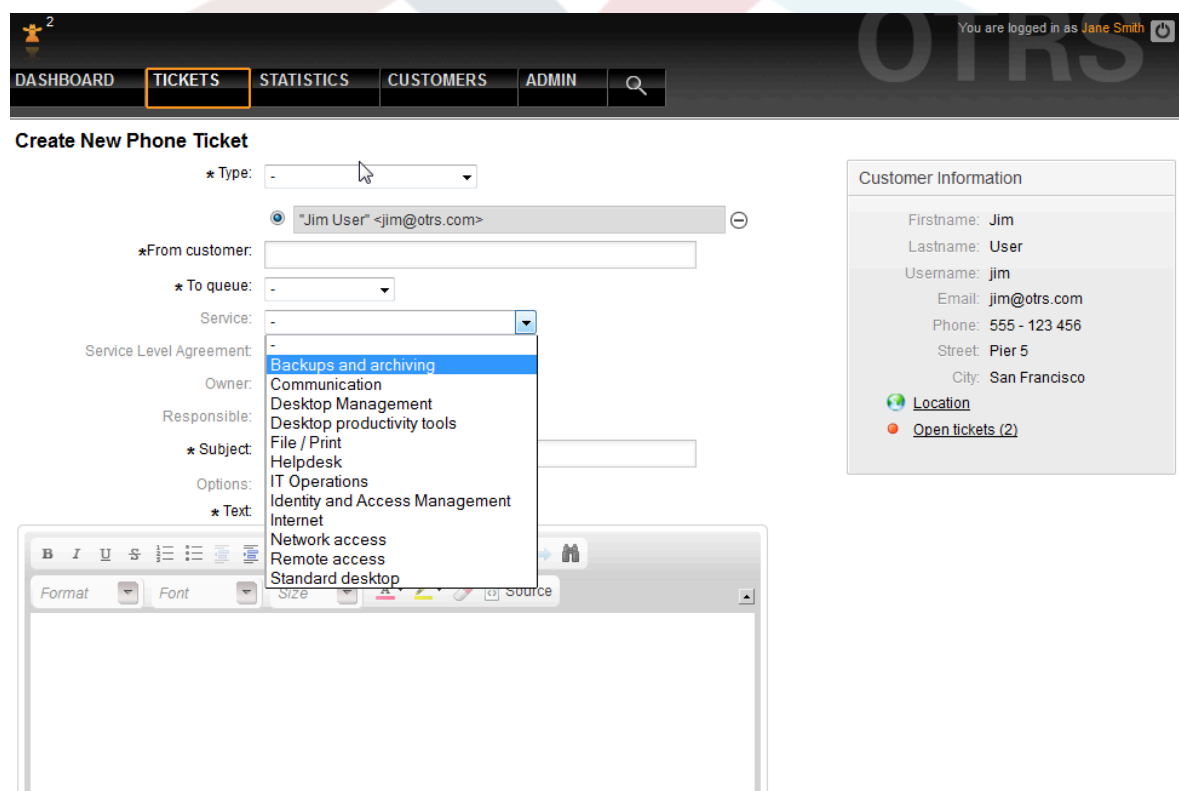 2
OTRS
You are logged in as Jane Smith
DASHBOARD TICKETS STATISTICS CUSTOMERS ADMIN
Create New Phone Ticket
★ Type: -
"Jim User" <jim@otrs.com>
★From customer:
★ To queue: -
Service: -
Service Level Agreement:
Owner:
Responsible:
★ Subject:
Options:
★ Text:
-
Backups and archiving
Communication
Desktop Management
Desktop productivity tools
File / Print
Helpdesk
IT Operations
Identity and Access Management
Internet
Network access
Remote access
Standard desktop
B I U S
Format Font Size A Source
Customer Information
Firstname: Jim
Lastname: User
Username: jim
Email: jim@otrs.com
Phone: 555 - 123 456
Street: Pier 5
City: San Francisco
Location
Open tickets (2)